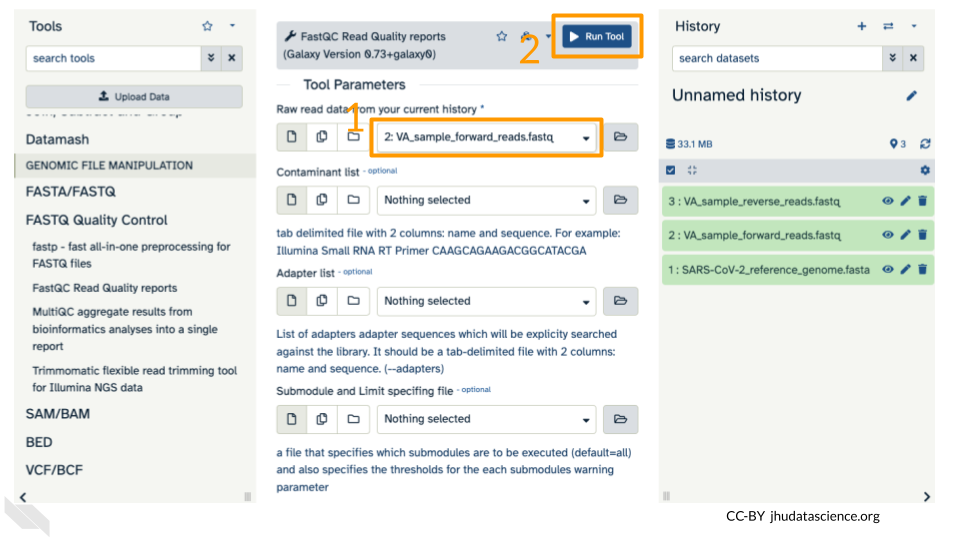 Tools
search tools
Upload Data
Datamash
GENOMIC FILE MANIPULATION
FASTA/FASTQ
FASTQ Quality Control
fastp - fast all-in-one preprocessing for
FASTQ files
FastQC Read Quality reports
MultiQC aggregate results from
bioinformatics analyses into a single
report
Trimmomatic flexible read trimming tool
for Illumina NGS data
SAM/BAM
BED
VCF/BCF
FastQC Read Quality reports
(Galaxy Version 0.73+galaxy0)
2
Run Tool
Tool Parameters
Raw read data from your current history *
1
2: VA_sample_forward_reads.fastq
Contaminant list - optional
Nothing selected
tab delimited file with 2 columns: name and sequence. For example:
Illumina Small RNA RT Primer CAAGCAGAAGACGGCATACGA
Adapter list - optional
Nothing selected
List of adapters adapter sequences which will be explicity searched
against the library. It should be a tab-delimited file with 2 columns:
name and sequence. (--adapters)
Submodule and Limit specifing file - optional
Nothing selected
a file that specifies which submodules are to be executed (default=all)
and also specifies the thresholds for the each submodules warning
parameter
History
search datasets
Unnamed history
33.1 MB
3
3 : VA_sample_reverse_reads.fastq
2 : VA_sample_forward_reads.fastq
1 : SARS-CoV-2_reference_genome.fasta
CC-BY jhudatascience.org